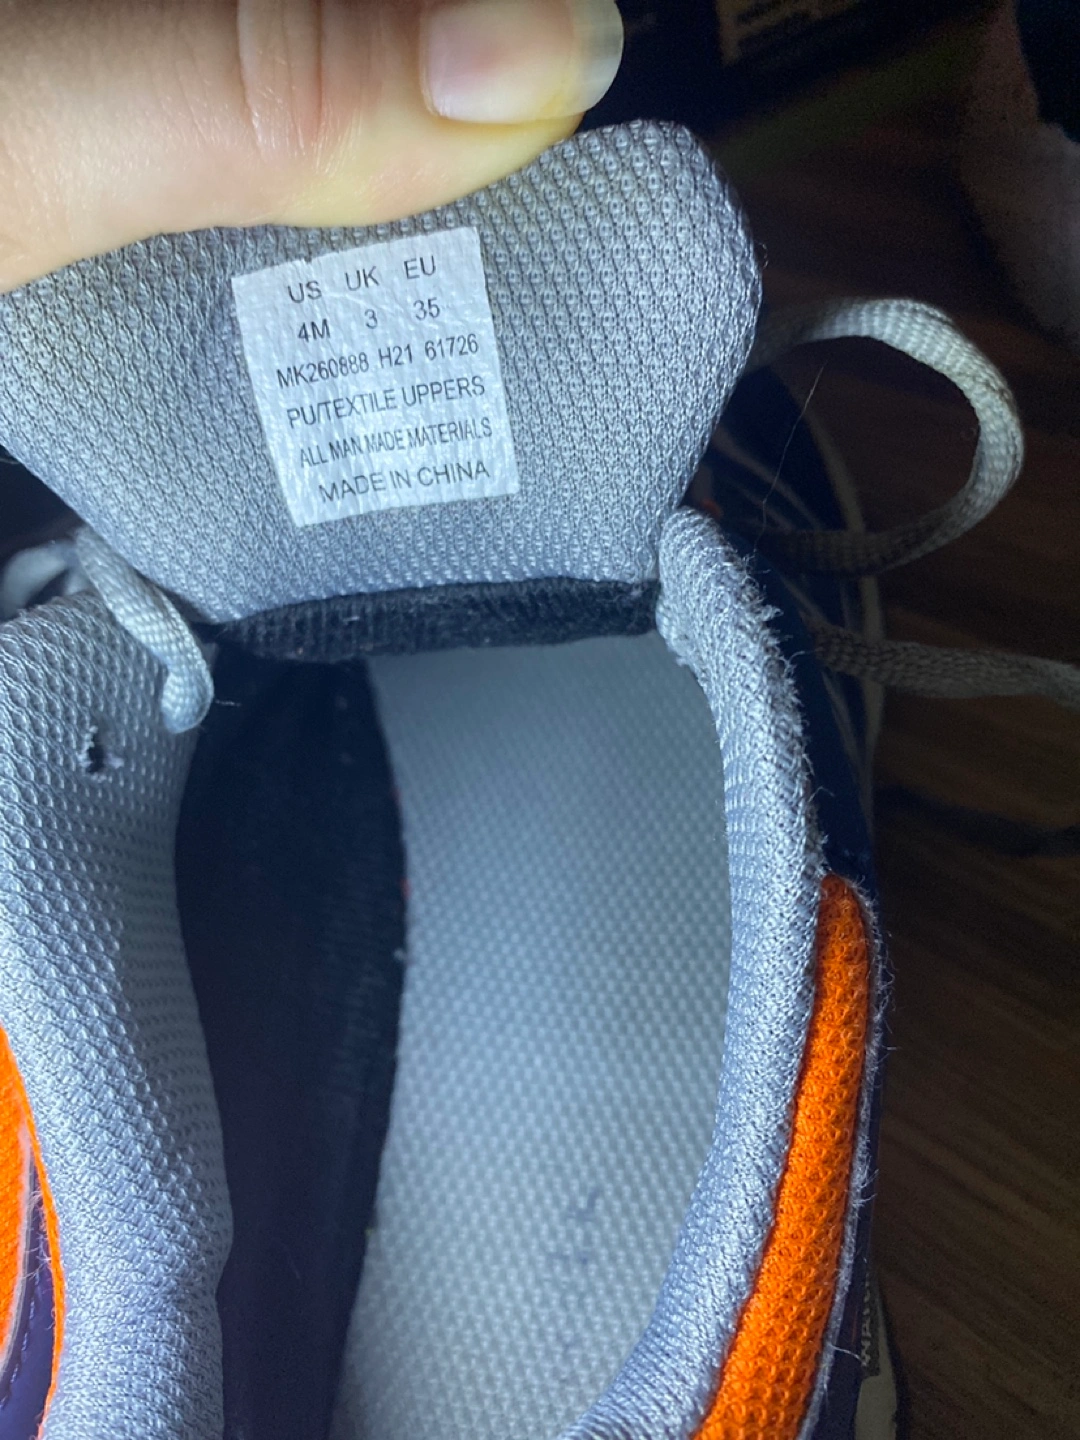 US UK EU
4M 3 35
MK260888 H21 61726
PU/TEXTILE UPPERS
ALL MAN MADE MATERIALS
MADE IN CHINA